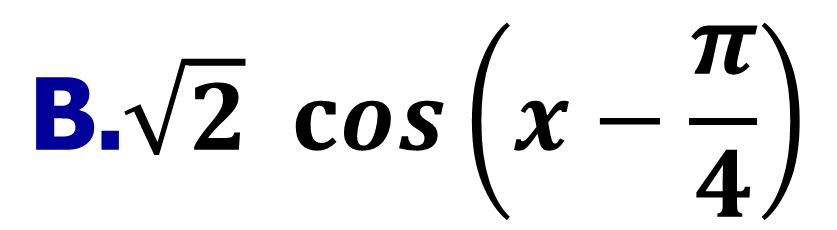 B. √2 cos(x − π/4)